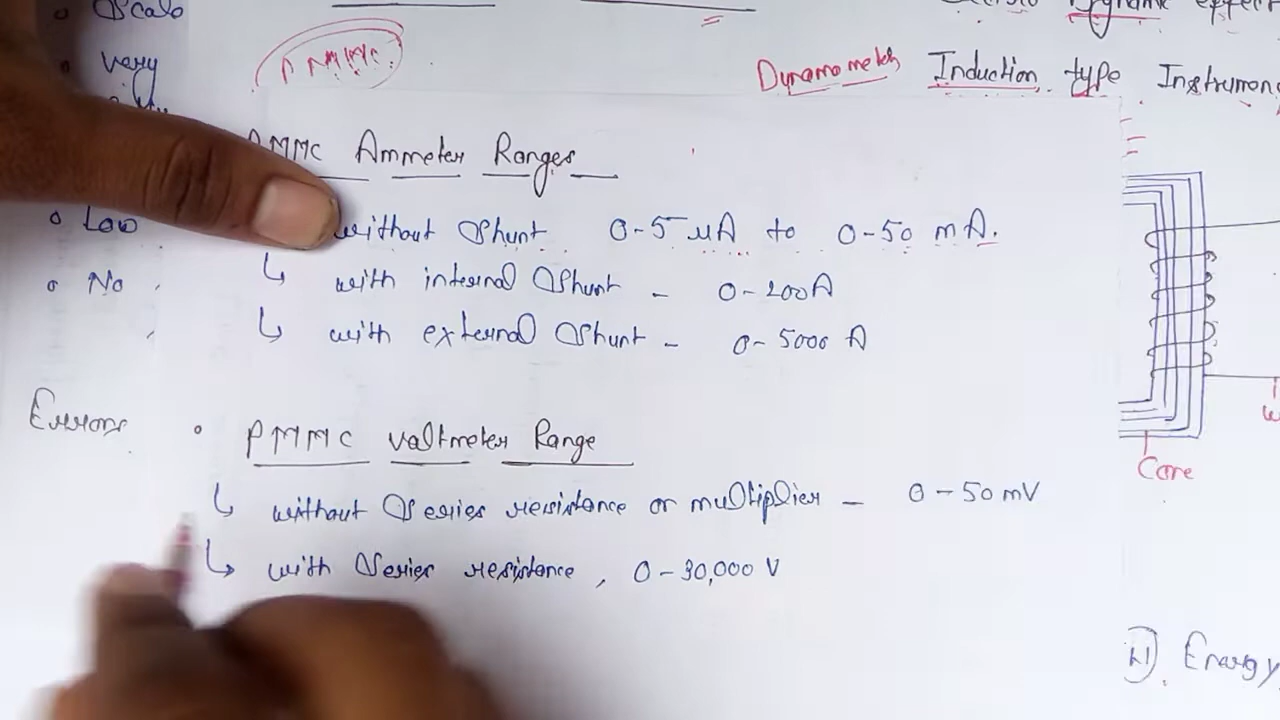 Scale
Dynamic effect
very
PMMC
Dynamometer Induction type
PMMC Ammeter Ranges
Low without Shunt 0-5 µA to 0-50 mA.
No ↳ with internal Shunt - 0-200A
↳ with external Shunt - 0-5000 A
Errors
• PMMC Voltmeter Range
↳ without Series resistance or multiplier - 0-50 mV
Core
↳ with Series resistance, 0-30,000 V
Energy